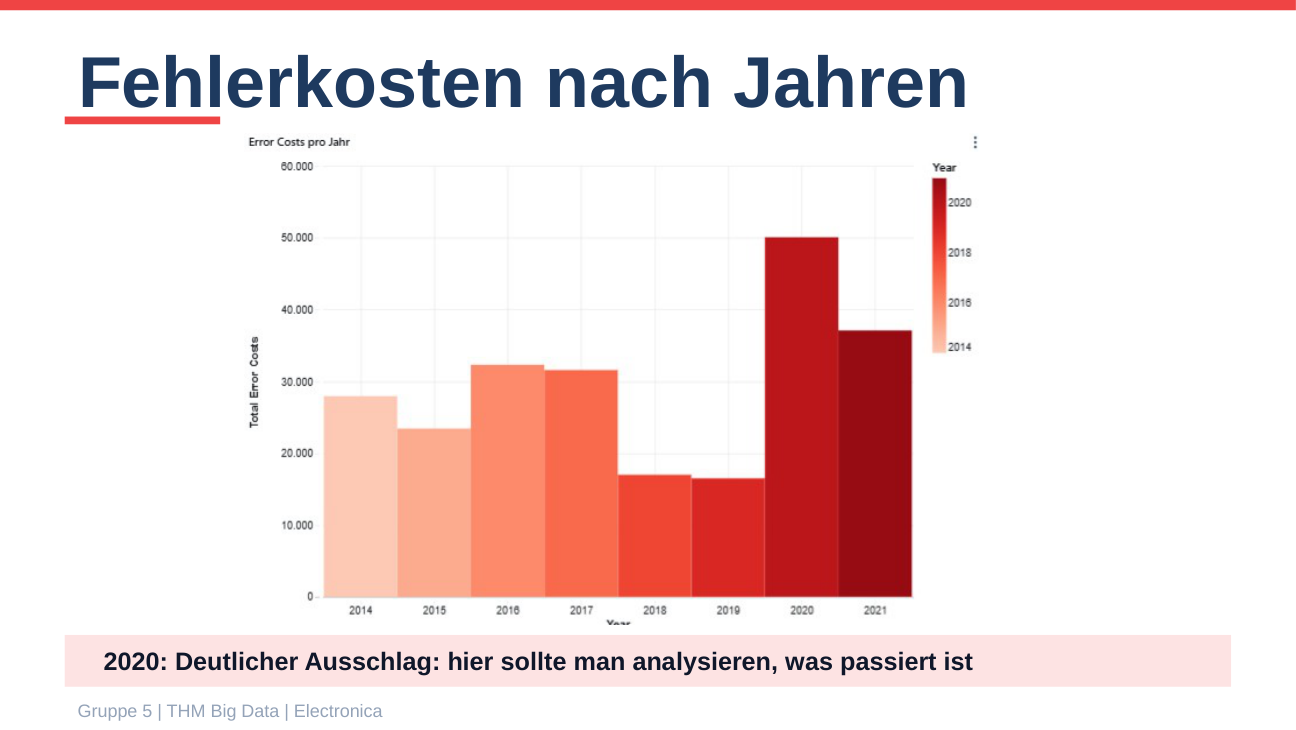 Fehlerkosten nach Jahren
Error Costs pro Jahr
Year
2020
2018
2016
2014
Total Error Costs
60.000
50.000
40.000
30.000
20.000
10.000
0
2014 2015 2016 2017 2018 2019 2020 2021
Year
2020: Deutlicher Ausschlag: hier sollte man analysieren, was passiert ist
Gruppe 5 | THM Big Data | Electronica